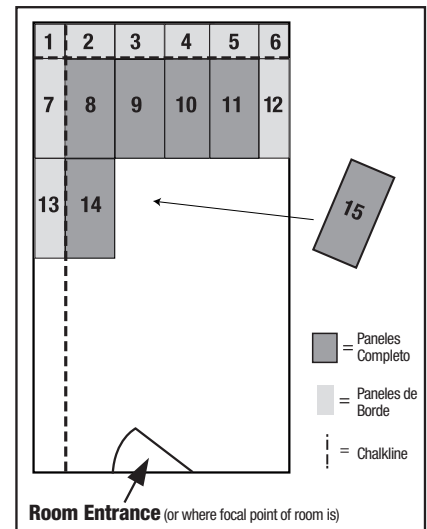 1 2 3 4 5 6
7 8 9 10 11 12
13 14 15
= Paneles
Completo
= Paneles de
Borde
= Chalkline
Room Entrance (or where focal point of room is)